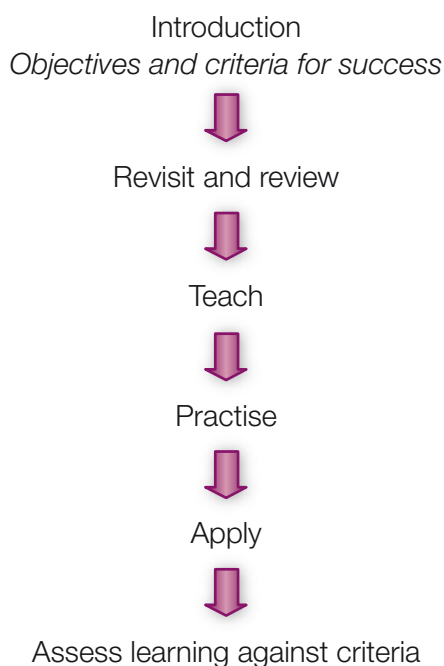 Introduction
Objectives and criteria for success
Revisit and review
Teach
Practise
Apply
Assess learning against criteria